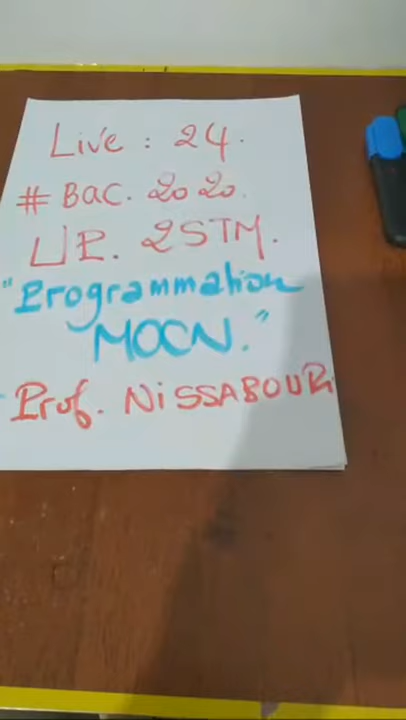 Live : 24.
# BAC. 2020.
UP. 2STM.
"Programmation
MOCN."
Prof. NiSSABOURi